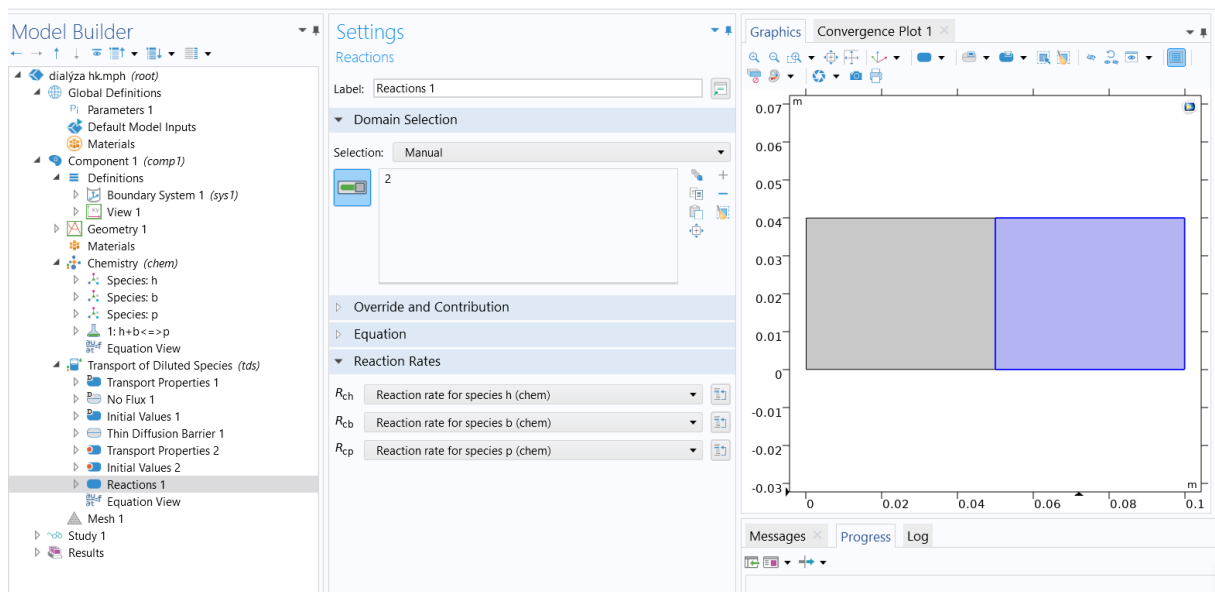 Model Builder
dialýza hk.mph (root)
Global Definitions
Pi Parameters 1
Default Model Inputs
Materials
Component 1 (comp1)
Definitions
Boundary System 1 (sys1)
View 1
Geometry 1
Materials
Chemistry (chem)
Species: h
Species: b
Species: p
1: h+b<=>p
Equation View
Transport of Diluted Species (tds)
Transport Properties 1
No Flux 1
Initial Values 1
Thin Diffusion Barrier 1
Transport Properties 2
Initial Values 2
Reactions 1
Equation View
Mesh 1
Study 1
Results
Settings
Reactions
Label: Reactions 1
Domain Selection
Selection: Manual
2
Override and Contribution
Equation
Reaction Rates
Rch Reaction rate for species h (chem)
Rcb Reaction rate for species b (chem)
Rcp Reaction rate for species p (chem)
Graphics Convergence Plot 1
m
0.07
0.06
0.05
0.04
0.03
0.02
0.01
0
-0.01
-0.02
-0.03
m
0 0.02 0.04 0.06 0.08 0.1
Messages Progress Log